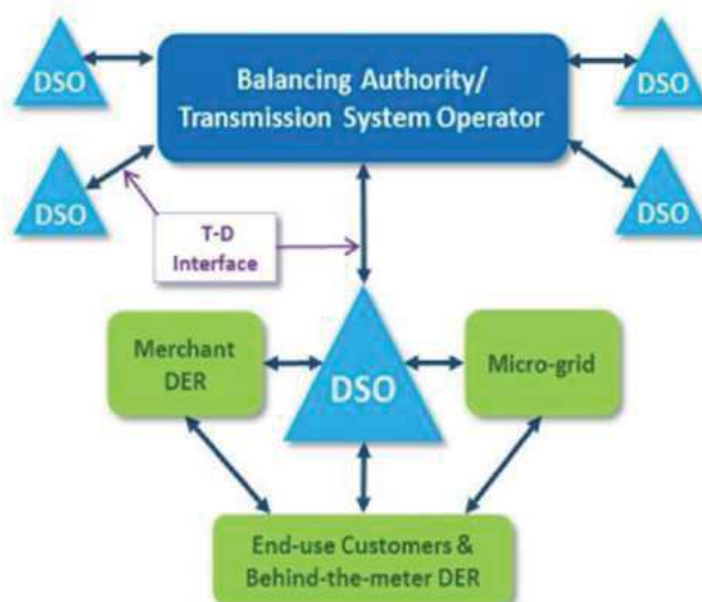 DSO
Balancing Authority/
Transmission System Operator
DSO
DSO
DSO
T-D
Interface
Merchant
DER
DSO
Micro-grid
End-use Customers &
Behind-the-meter DER